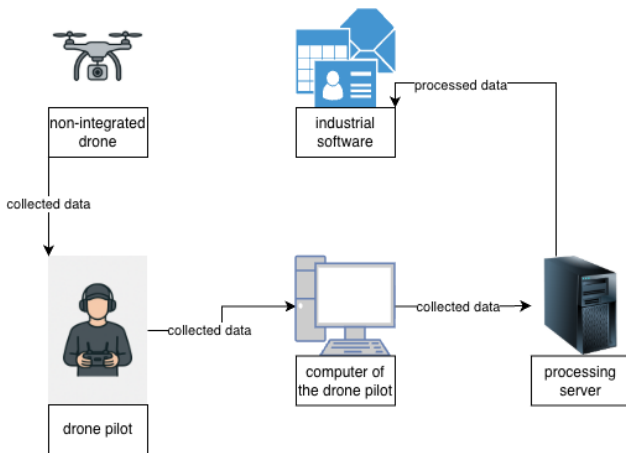 non-integrated
drone
industrial
software
processed data
collected data
collected data
collected data
drone pilot
computer of
the drone pilot
processing
server